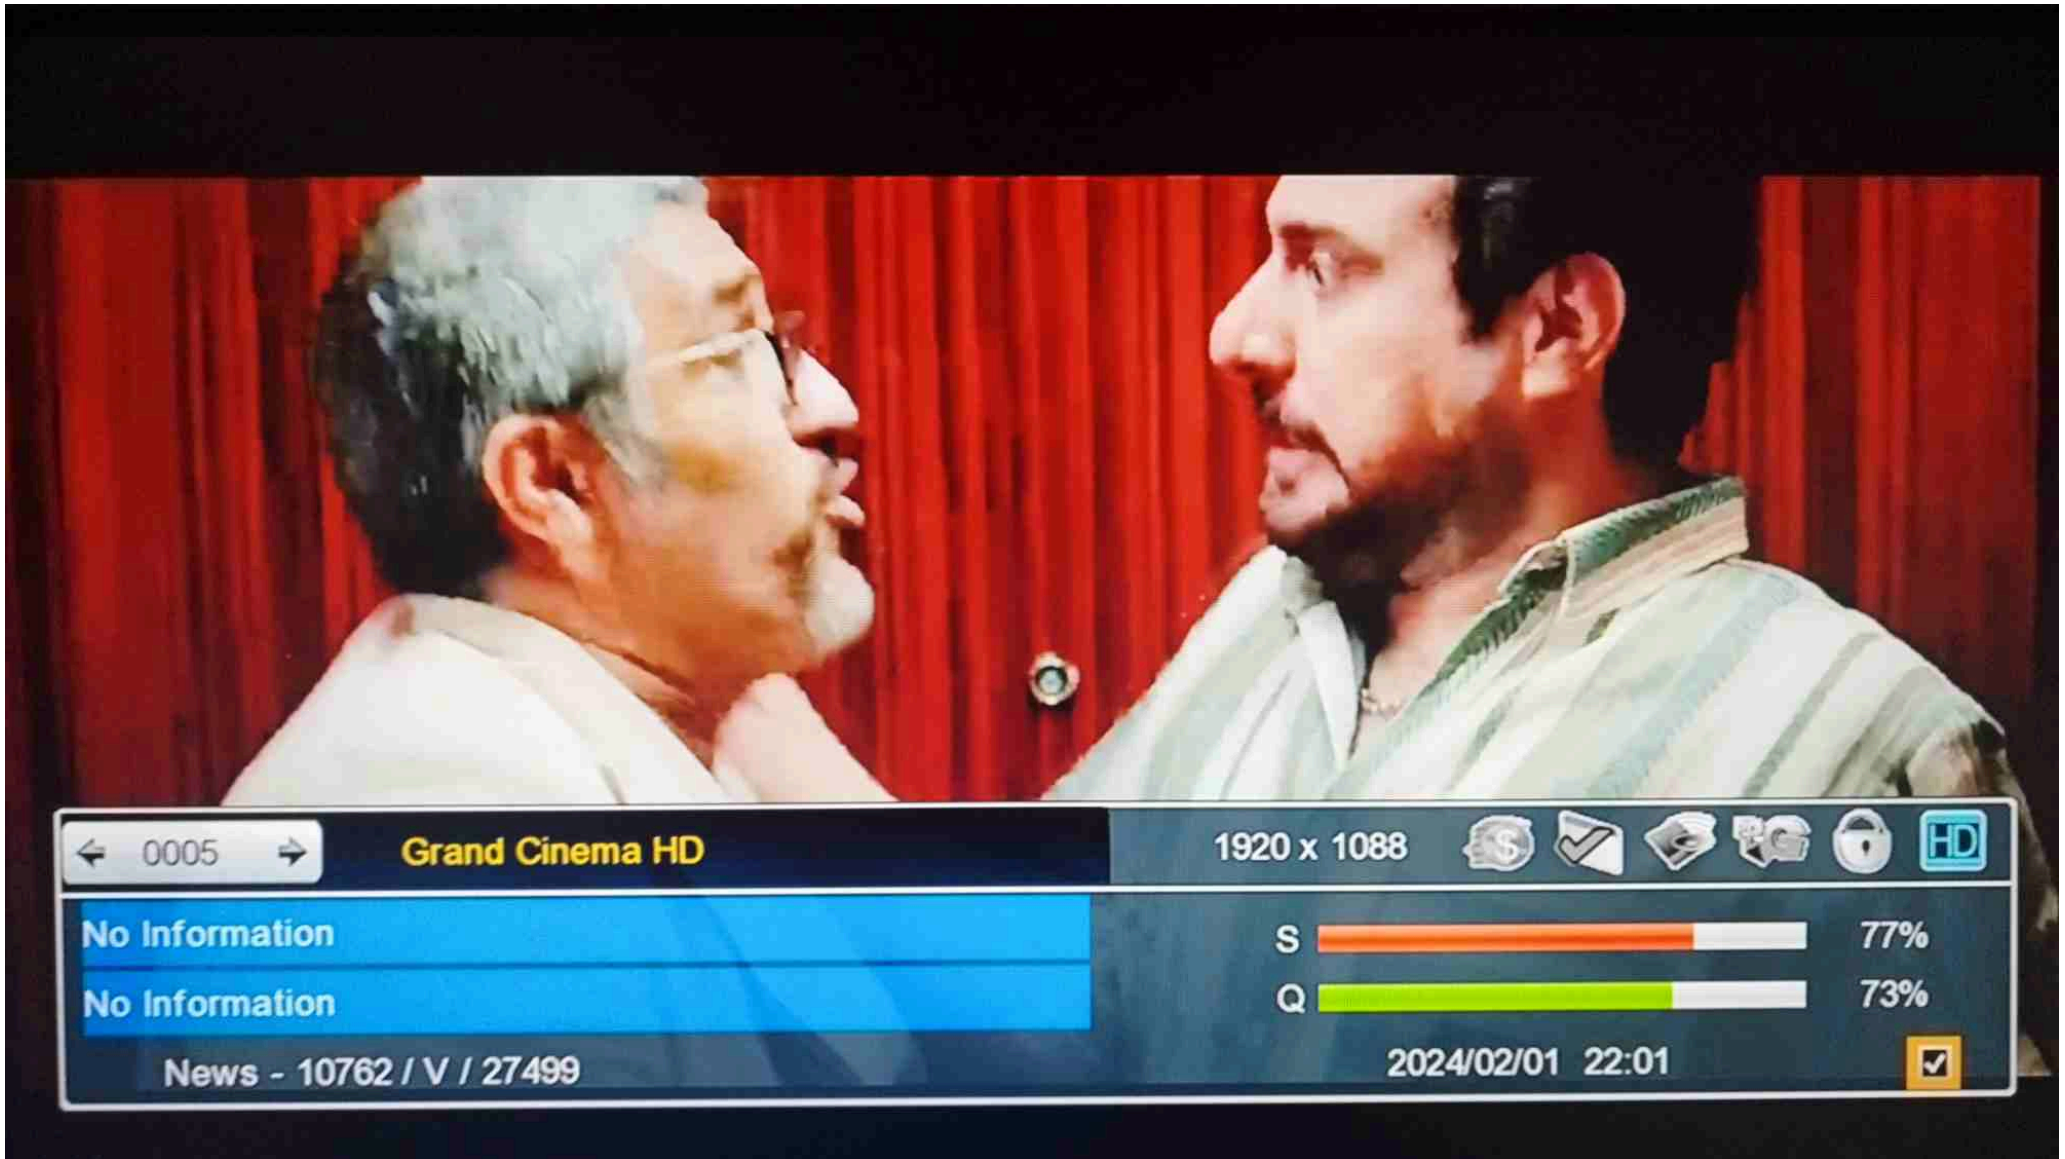 0005
Grand Cinema HD
1920 x 1088
HD
No Information
S 77%
No Information
Q 73%
News - 10762 / V / 27499
2024/02/01 22:01